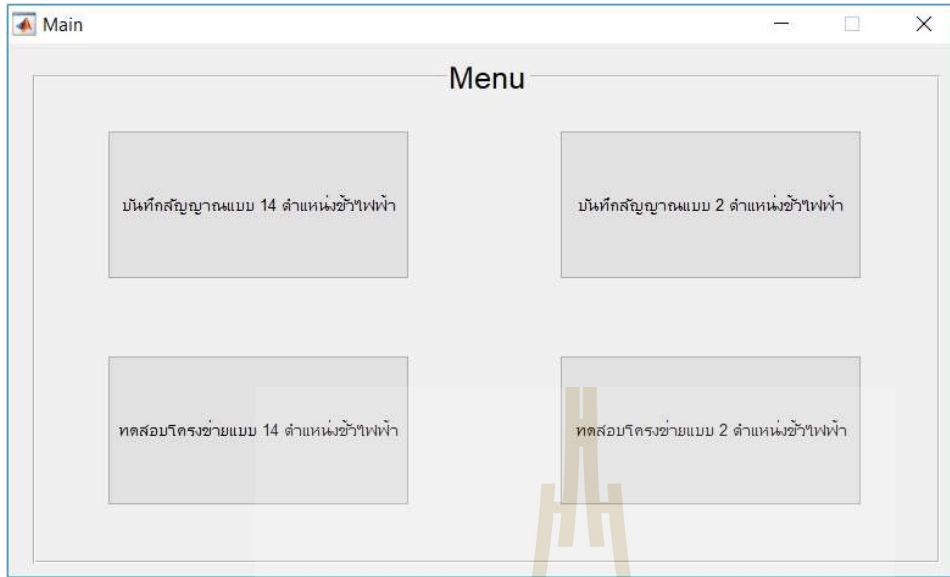 Main
Menu
บันทึกสัญญาณแบบ 14 ตำแหน่งขั้วไฟฟ้า
บันทึกสัญญาณแบบ 2 ตำแหน่งขั้วไฟฟ้า
ทดสอบโครงข่ายแบบ 14 ตำแหน่งขั้วไฟฟ้า
ทดสอบโครงข่ายแบบ 2 ตำแหน่งขั้วไฟฟ้า